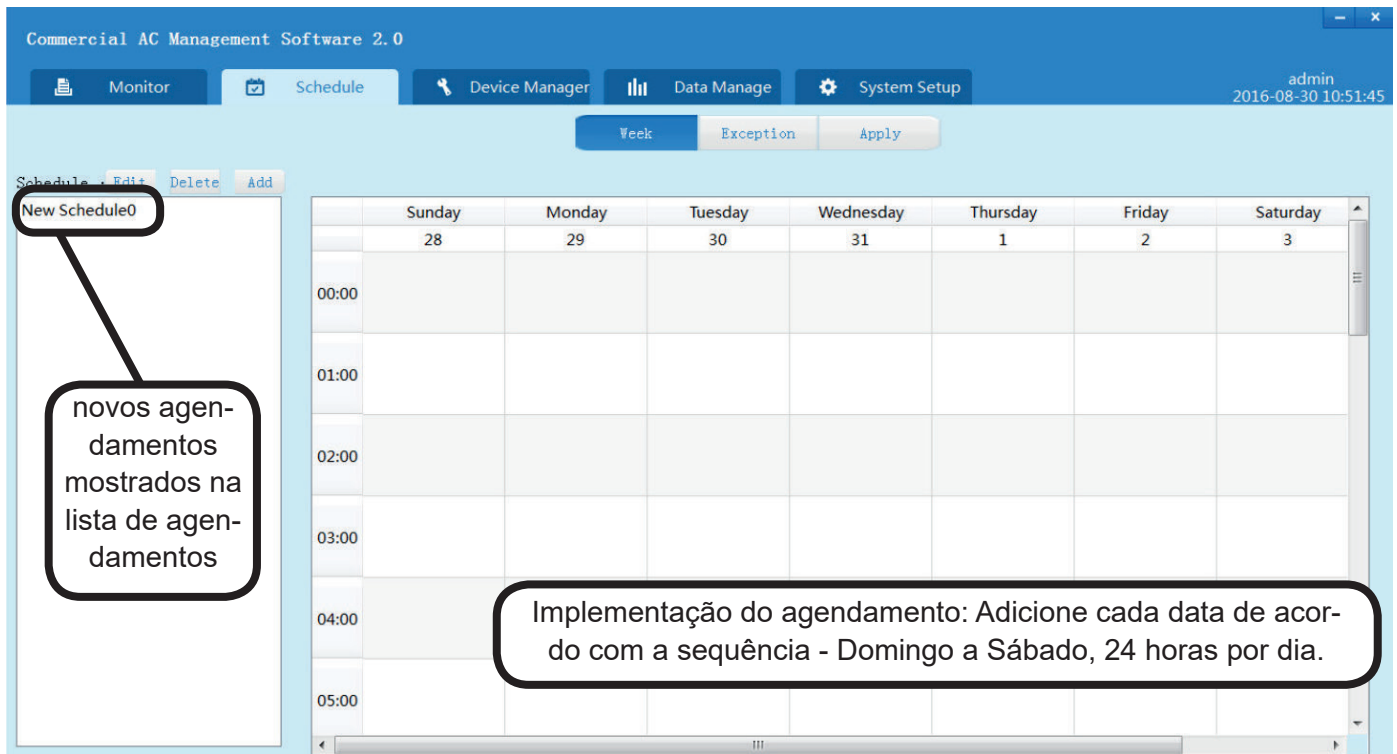 Commercial AC Management Software 2.0
Monitor Schedule Device Manager Data Manage System Setup
admin
2016-08-30 10:51:45
Week Exception Apply
Schedule Edit Delete Add
New Schedule0
Sunday Monday Tuesday Wednesday Thursday Friday Saturday
28 29 30 31 1 2 3
00:00
01:00
02:00
03:00
04:00
05:00
novos agen-
damentos
mostrados na
lista de agen-
damentos
Implementação do agendamento: Adicione cada data de acor-
do com a sequência - Domingo a Sábado, 24 horas por dia.